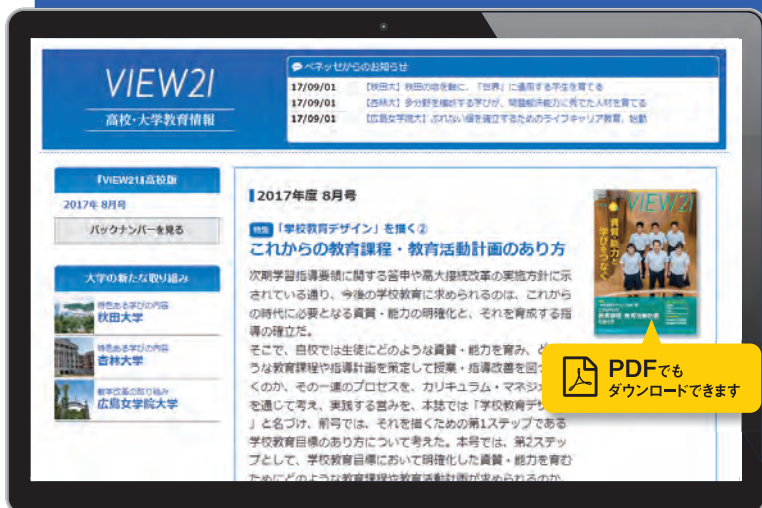 VIEW21
高校・大学教育情報
ベネッセからのお知らせ
17/09/01 【秋田大】秋田の地を軸に、「世界」に通用する学生を育てる
17/09/01 【杏林大】多分野を横断する学びが、問題解決能力に秀でた人材を育てる
17/09/01 【広島女学院大】ぶれない個を確立するためのライフキャリア教育、始動
『VIEW21』高校版
2017年 8月号
バックナンバーを見る
大学の新たな取り組み
特色ある学びの内容
秋田大学
特色ある学びの内容
杏林大学
教学改革の取り組み
広島女学院大学
2017年度 8月号
特集 「学校教育デザイン」を描く②
これからの教育課程・教育活動計画のあり方
次期学習指導要領に関する答申や高大接続改革の実施方針に示
されている通り、今後の学校教育に求められるのは、これから
の時代に必要となる資質・能力の明確化と、それを育成する指
導の確立だ。
そこで、自校では生徒にどのような資質・能力を育み、ど
うな教育課程や指導計画を策定して授業・指導改善を図っ
くのか、その一連のプロセスを、カリキュラム・マネジメ
を通じて考え、実践する営みを、本誌では「学校教育デザ
」と名づけ、前号では、それを描くための第1ステップである
学校教育目標のあり方について考えた。本号では、第2ステッ
プとして、学校教育目標において明確化した資質・能力を育む
ためにどのような教育課程や教育活動計画が求められるのか、
VIEW21
資質・能力と
学びをつなぐ
PDFでも
ダウンロードできます